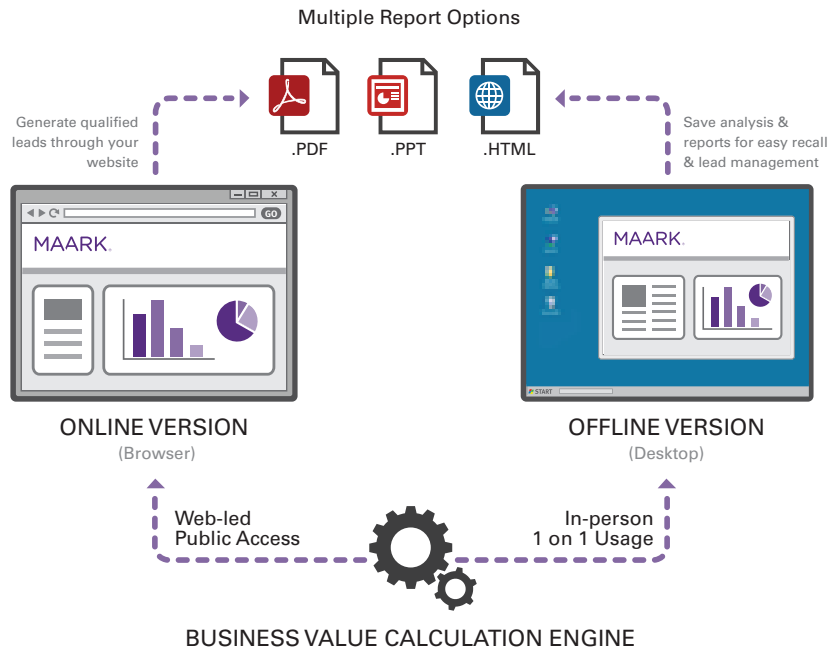 Multiple Report Options
.PDF
.PPT
.HTML
Generate qualified
leads through your
website
Save analysis &
reports for easy recall
& lead management
GO
MAARK.
MAARK.
START
ONLINE VERSION
(Browser)
OFFLINE VERSION
(Desktop)
Web-led
Public Access
In-person
1 on 1 Usage
BUSINESS VALUE CALCULATION ENGINE